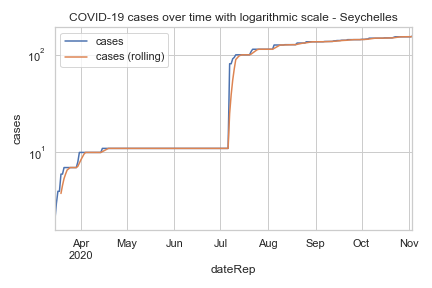 COVID-19 cases over time with logarithmic scale - Seychelles
cases
cases (rolling)
10²
10¹
cases
Apr May Jun Jul Aug Sep Oct Nov
2020
dateRep